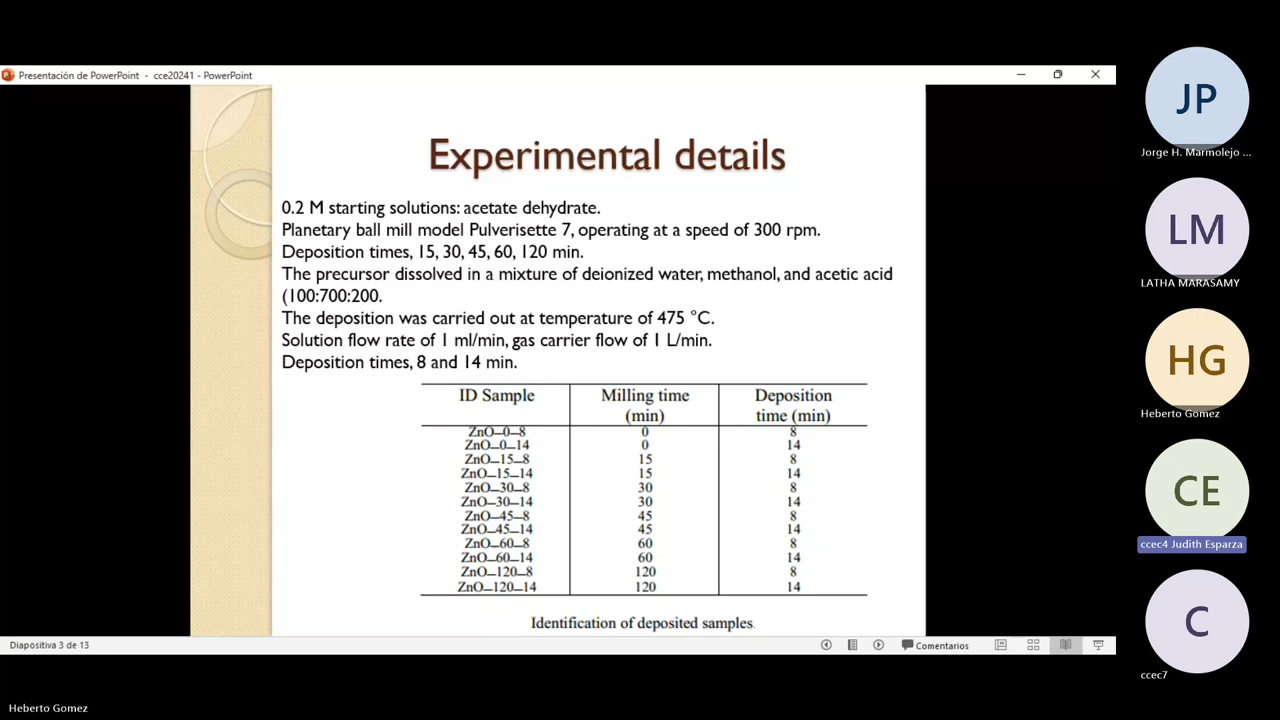 Presentación de PowerPoint - cce20241 - PowerPoint
Experimental details
0.2 M starting solutions: acetate dehydrate.
Planetary ball mill model Pulverisette 7, operating at a speed of 300 rpm.
Deposition times, 15, 30, 45, 60, 120 min.
The precursor dissolved in a mixture of deionized water, methanol, and acetic acid
(100:700:200.
The deposition was carried out at temperature of 475 °C.
Solution flow rate of 1 ml/min, gas carrier flow of 1 L/min.
Deposition times, 8 and 14 min.
ID Sample Milling time (min) Deposition time (min)
ZnO–0–8 0 8
ZnO–0–14 0 14
ZnO–15–8 15 8
ZnO–15–14 15 14
ZnO–30–8 30 8
ZnO–30–14 30 14
ZnO–45–8 45 8
ZnO–45–14 45 14
ZnO–60–8 60 8
ZnO–60–14 60 14
ZnO–120–8 120 8
ZnO–120–14 120 14
Identification of deposited samples.
Diapositiva 3 de 13
Comentarios
Heberto Gomez
JP
Jorge H. Marmolejo ...
LM
LATHA MARASAMY
HG
Heberto Gomez
CE
ccec4 Judith Esparza
C
ccec7